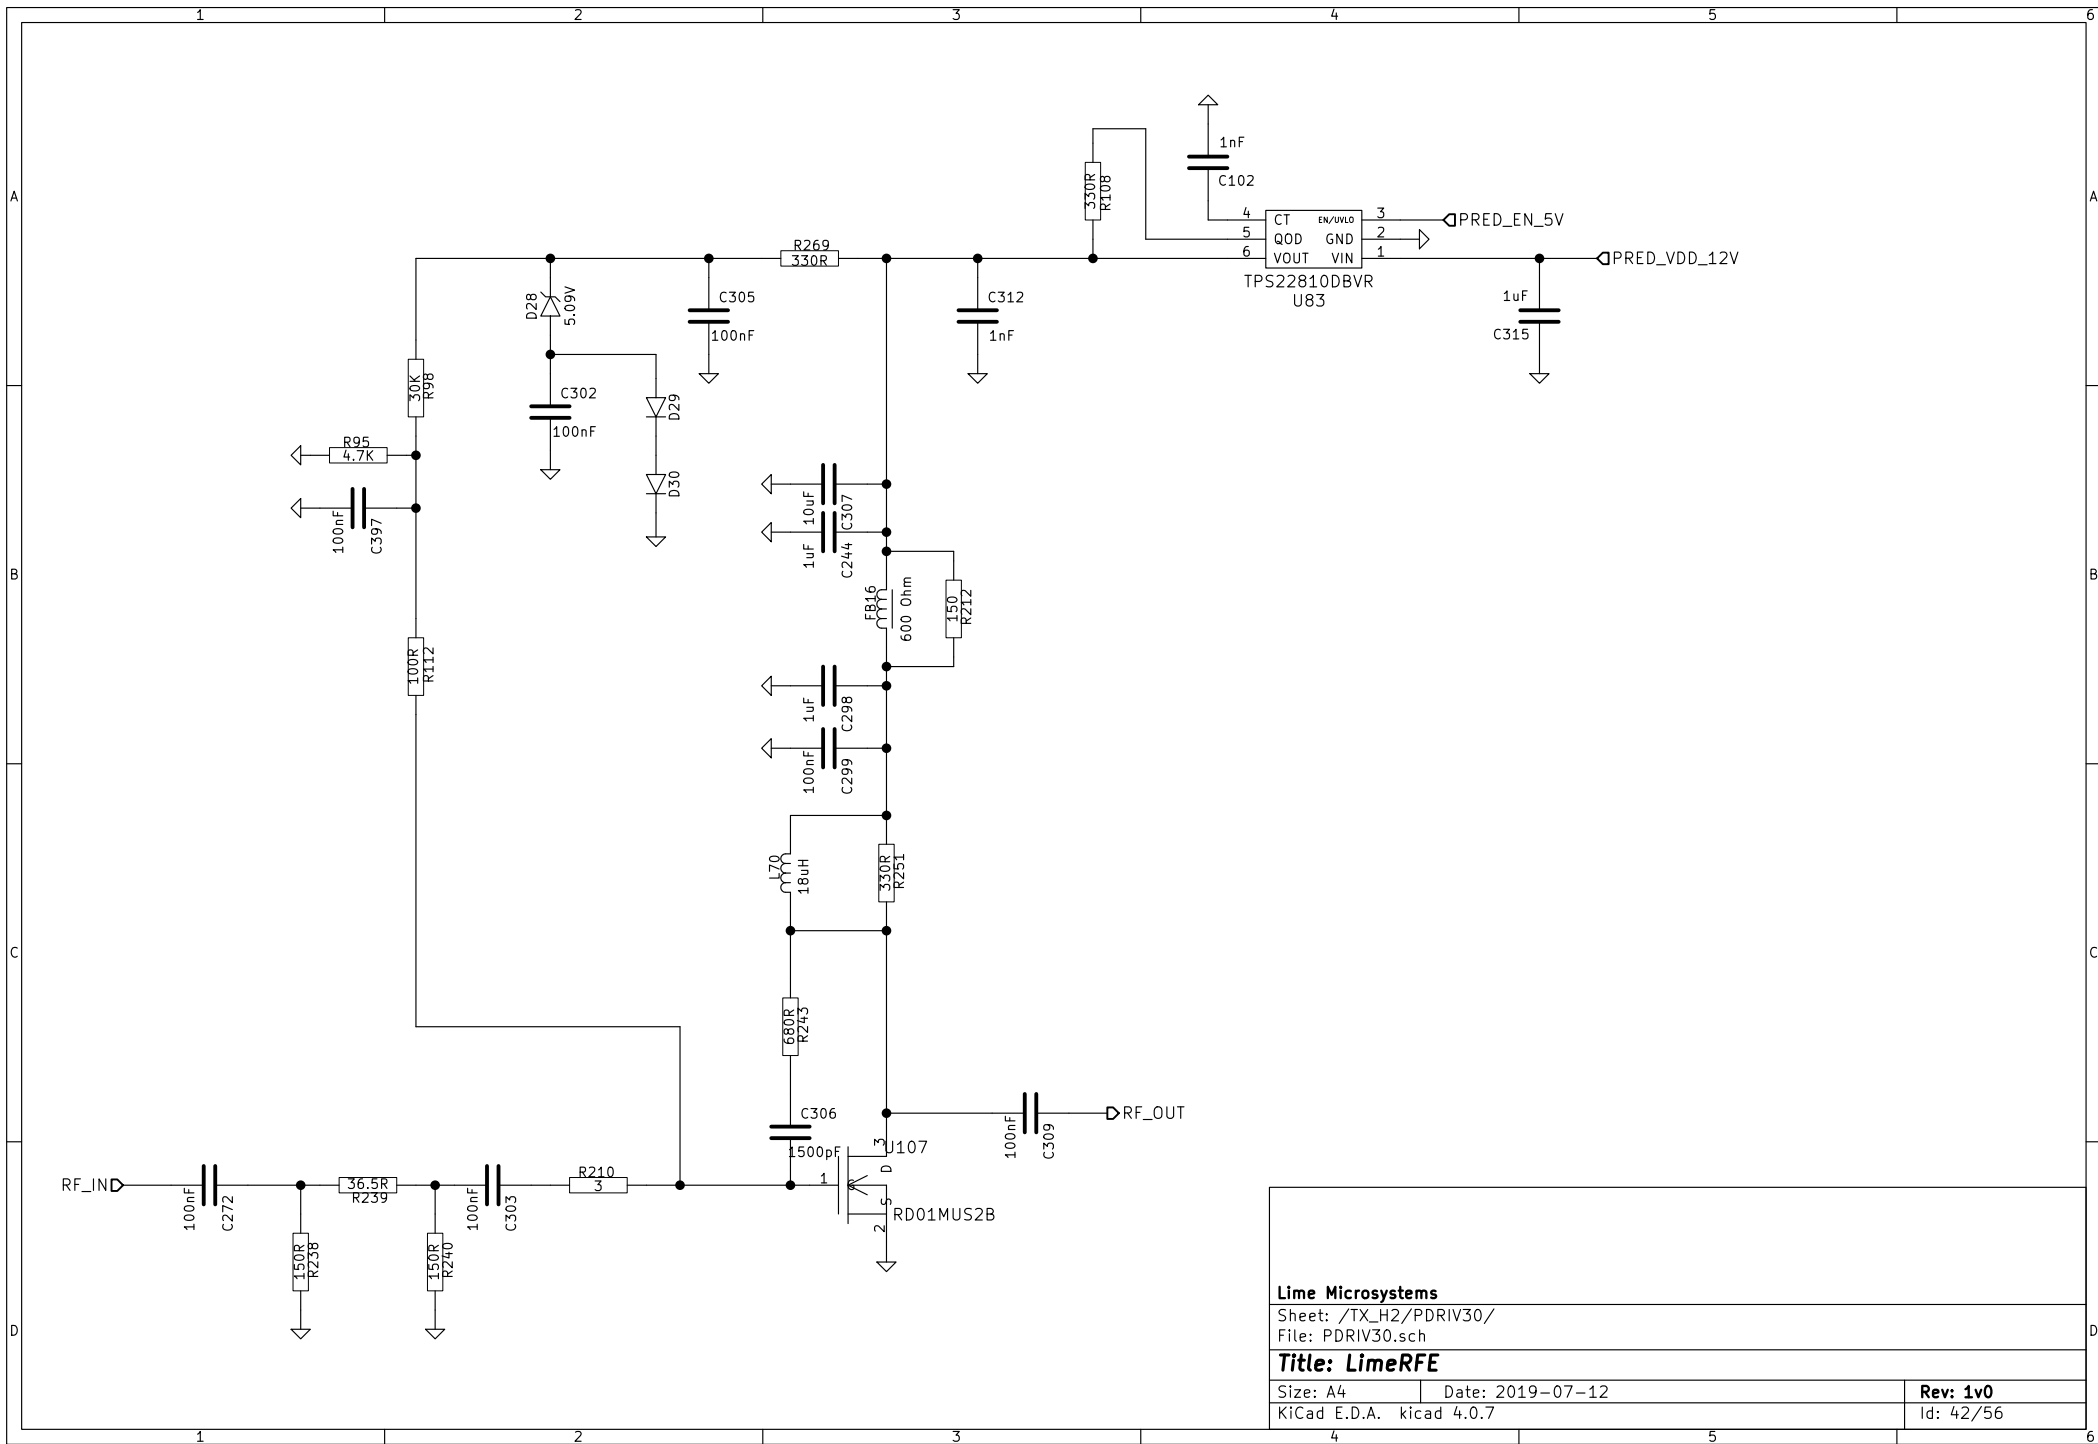 1 2 3 4 5 6
A A
B B
C C
D D
1 2 3 4 5 6
1nF
C102
330R
R108
4 CT EN/UVLO 3
5 QOD GND 2
6 VOUT VIN 1
TPS22810DBVR
U83
PRED_EN_5V
PRED_VDD_12V
1uF
C315
R269
330R
D28
5.09V
C305
100nF
C312
1nF
30K
R98
C302
100nF
D29
D30
R95
4.7K
100nF
C397
10uF
C307
1uF
C244
FB16
600 Ohm
150
R212
100R
R112
1uF
C298
100nF
C299
L70
18uH
330R
R251
680R
R243
C306
1500pF
100nF
C309
RF_OUT
3
U107
D
1
G
S
2
RD01MUS2B
RF_IN
100nF
C272
36.5R
R239
100nF
C303
R210
3
150R
R238
150R
R240
Lime Microsystems
Sheet: /TX_H2/PDRIV30/
File: PDRIV30.sch
Title: LimeRFE
Size: A4 Date: 2019-07-12 Rev: 1v0
KiCad E.D.A. kicad 4.0.7 Id: 42/56